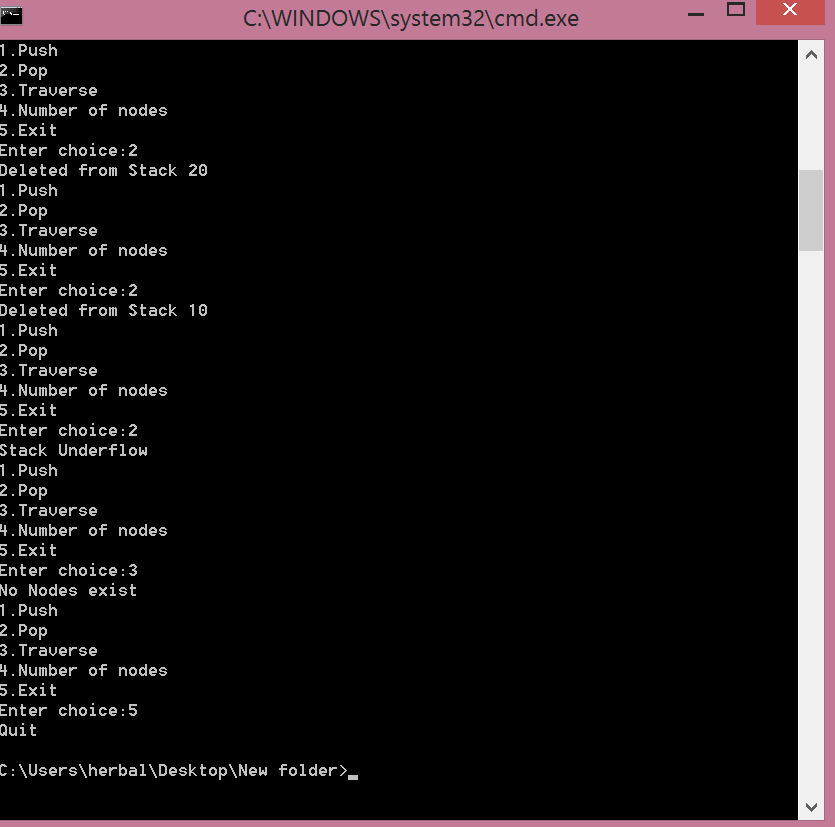 C:\WINDOWS\system32\cmd.exe
1.Push
2.Pop
3.Traverse
4.Number of nodes
5.Exit
Enter choice:2
Deleted from Stack 20
1.Push
2.Pop
3.Traverse
4.Number of nodes
5.Exit
Enter choice:2
Deleted from Stack 10
1.Push
2.Pop
3.Traverse
4.Number of nodes
5.Exit
Enter choice:2
Stack Underflow
1.Push
2.Pop
3.Traverse
4.Number of nodes
5.Exit
Enter choice:3
No Nodes exist
1.Push
2.Pop
3.Traverse
4.Number of nodes
5.Exit
Enter choice:5
Quit
C:\Users\herbal\Desktop\New folder>